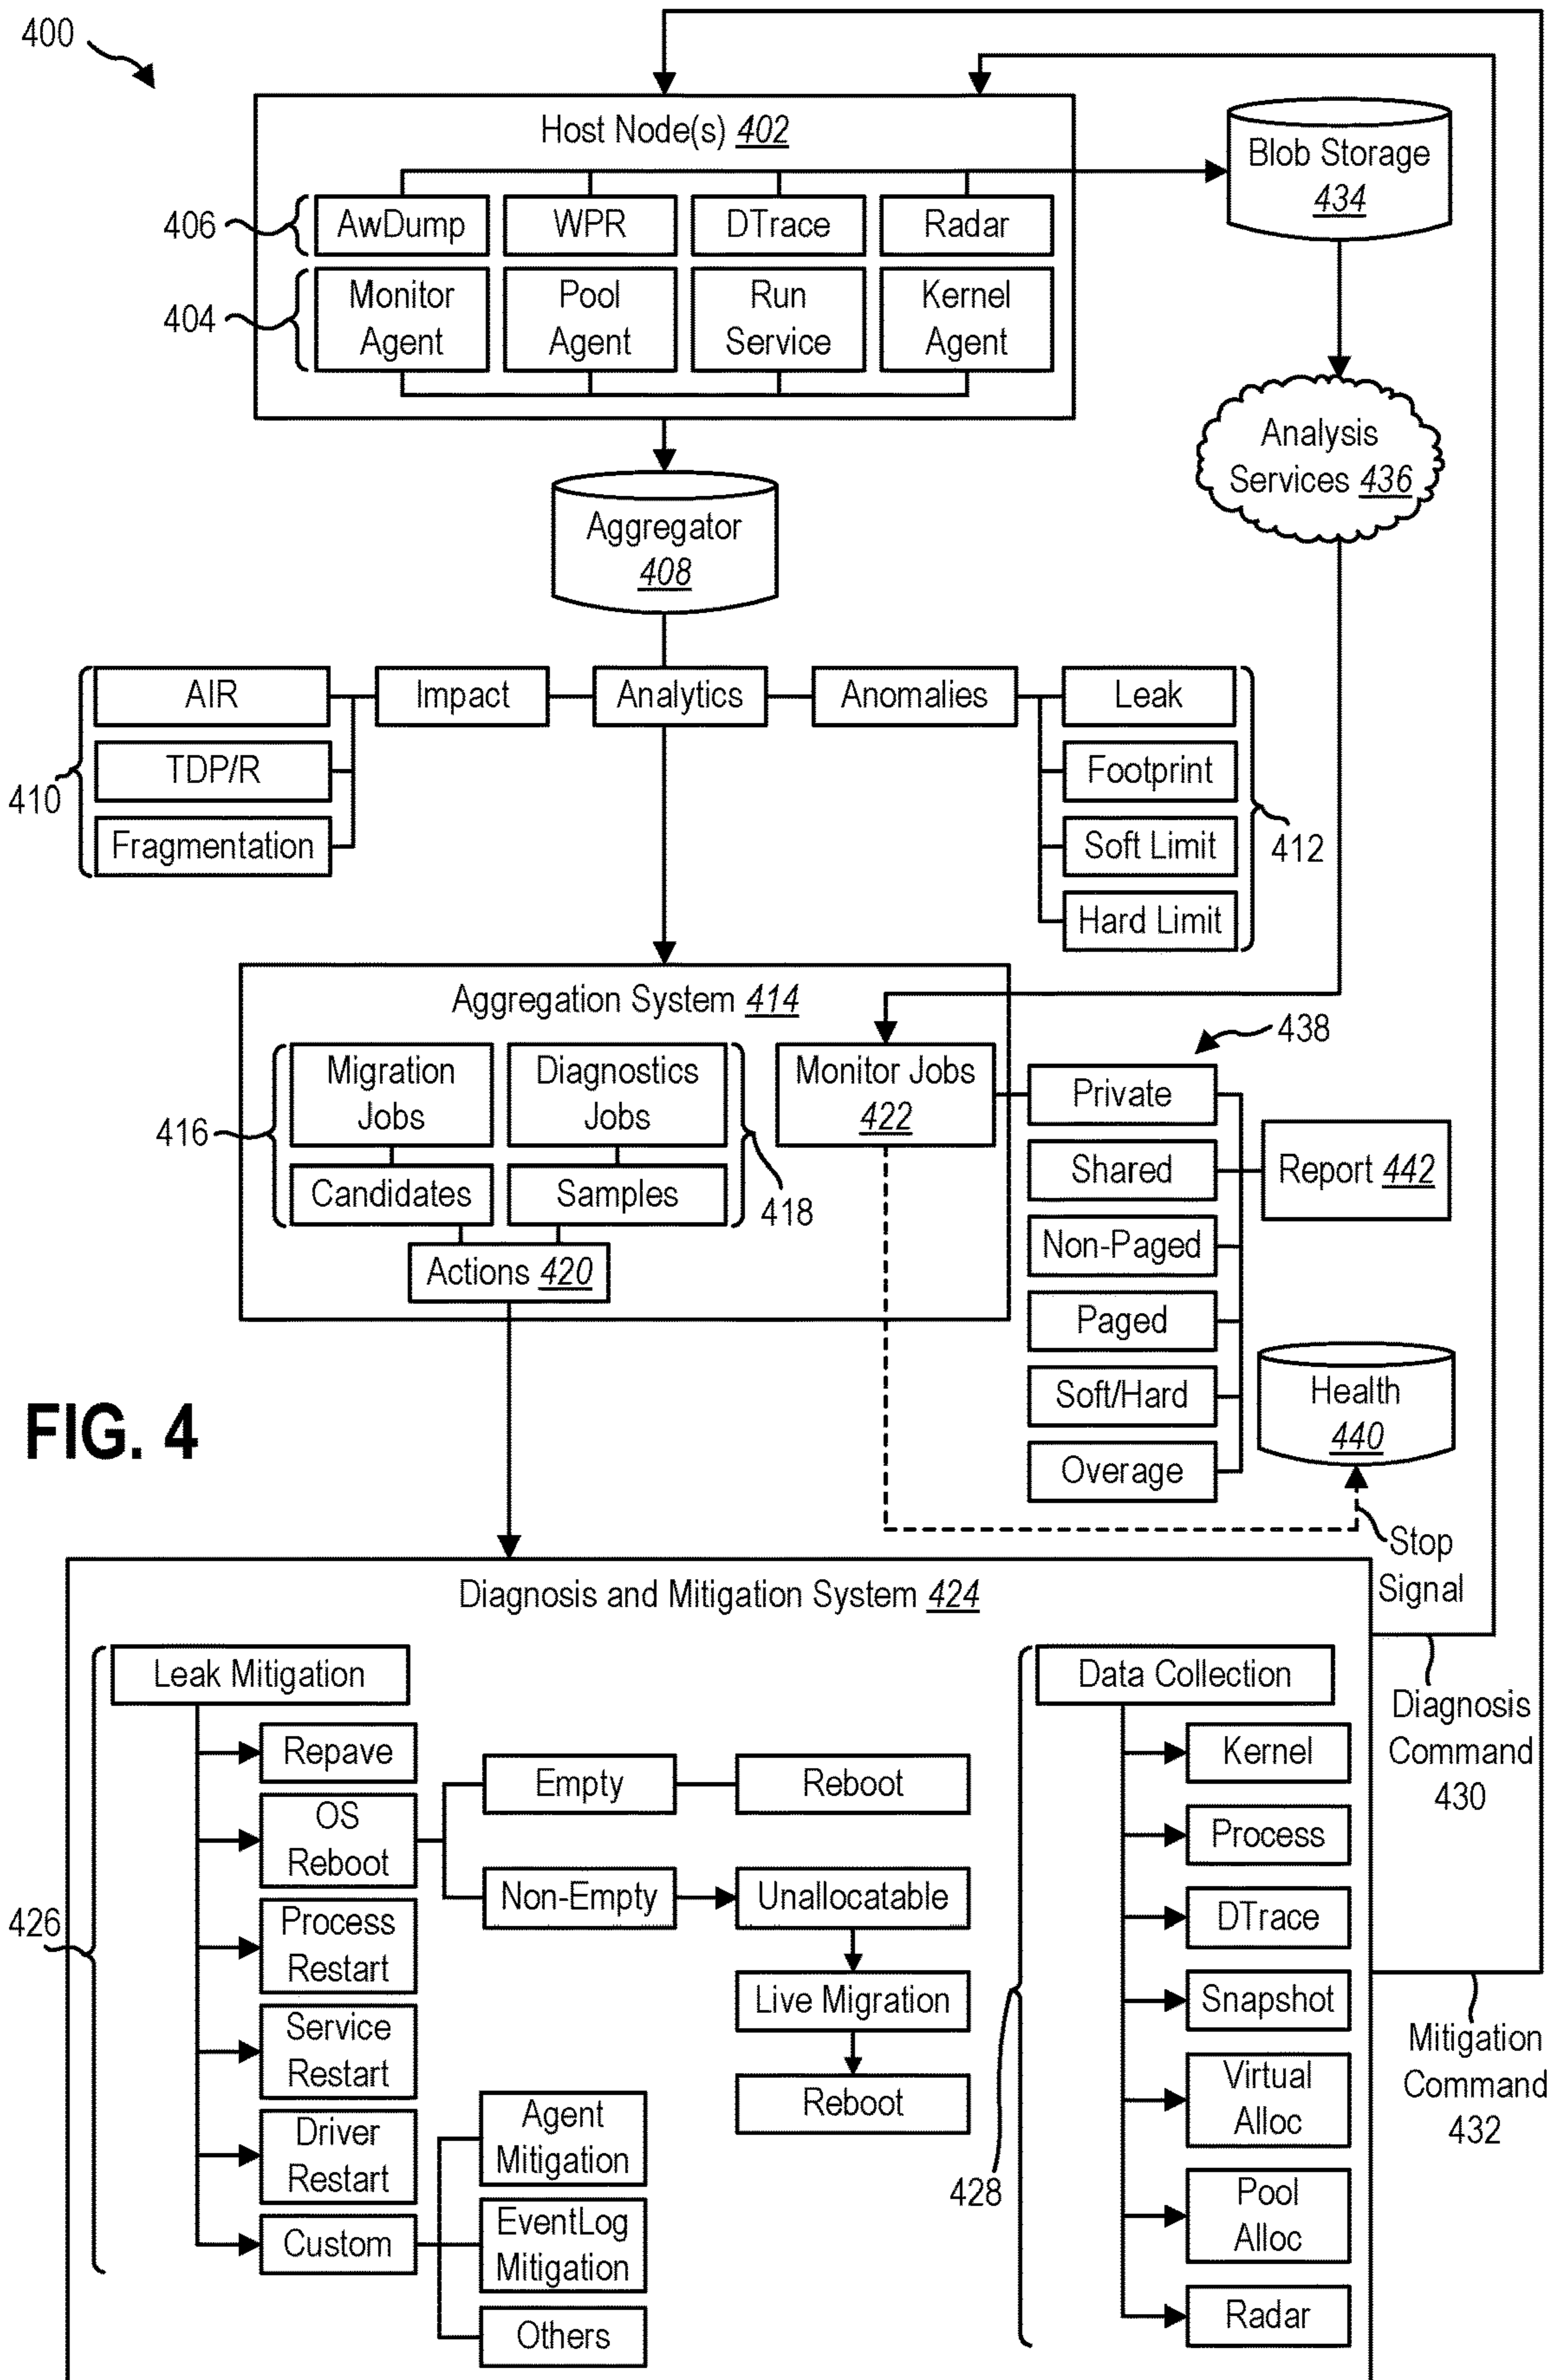 400
Host Node(s) 402
406
AwDump
WPR
DTrace
Radar
404
Monitor
Agent
Pool
Agent
Run
Service
Kernel
Agent
Blob Storage
434
Analysis
Services 436
Aggregator
408
410
AIR
TDP/R
Fragmentation
Impact
Analytics
Anomalies
Leak
Footprint
Soft Limit
Hard Limit
412
Aggregation System 414
416
Migration
Jobs
Candidates
Diagnostics
Jobs
Samples
418
Actions 420
Monitor Jobs
422
438
Private
Shared
Non-Paged
Paged
Soft/Hard
Overage
Report 442
Health
440
Stop
Signal
FIG. 4
Diagnosis and Mitigation System 424
426
Leak Mitigation
Repave
OS
Reboot
Process
Restart
Service
Restart
Driver
Restart
Custom
Empty
Reboot
Non-Empty
Unallocatable
Live Migration
Reboot
Agent
Mitigation
EventLog
Mitigation
Others
428
Data Collection
Kernel
Process
DTrace
Snapshot
Virtual
Alloc
Pool
Alloc
Radar
Diagnosis
Command
430
Mitigation
Command
432